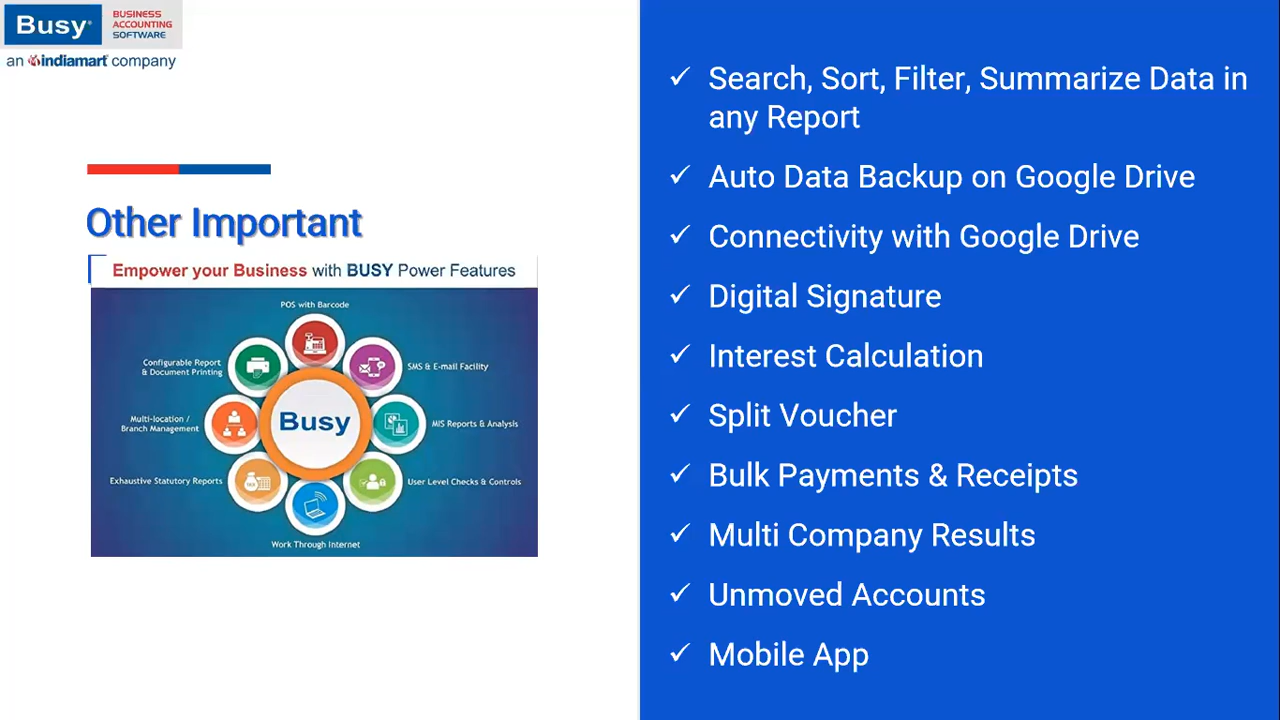 Busy
BUSINESS
ACCOUNTING
SOFTWARE
an indiamart company
Other Important
Empower your Business with BUSY Power Features
POS with Barcode
Configurable Report
& Document Printing
SMS & E-mail Facility
Multi-location /
Branch Management
Busy
MIS Reports & Analysis
Exhaustive Statutory Reports
User Level Checks & Controls
Work Through Internet
✓ Search, Sort, Filter, Summarize Data in
any Report
✓ Auto Data Backup on Google Drive
✓ Connectivity with Google Drive
✓ Digital Signature
✓ Interest Calculation
✓ Split Voucher
✓ Bulk Payments & Receipts
✓ Multi Company Results
✓ Unmoved Accounts
✓ Mobile App